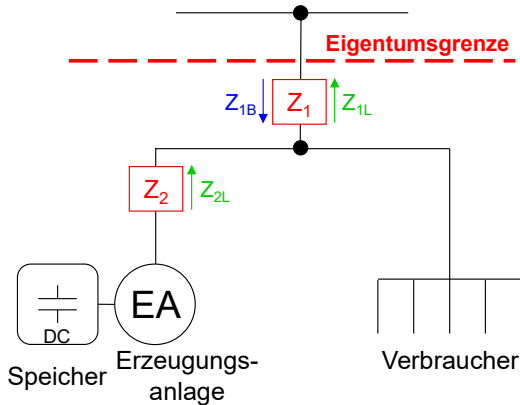 Eigentumsgrenze
Z1B
Z1
Z1L
Z2
Z2L
EA
DC
Speicher
Erzeugungs-
anlage
Verbraucher